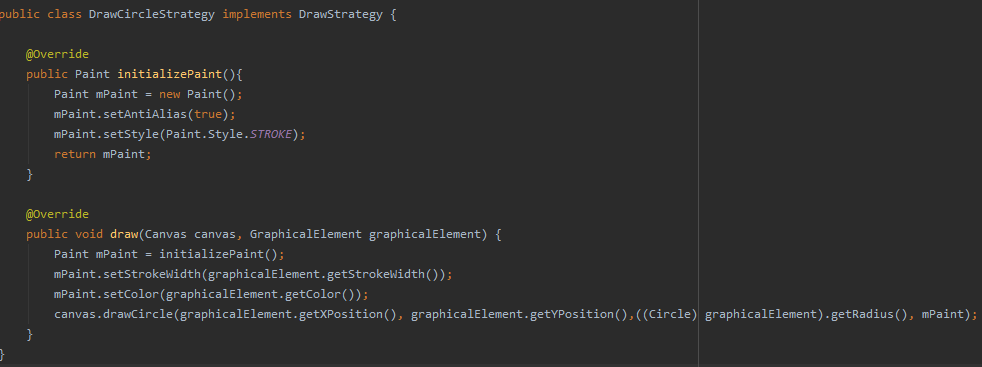 public class DrawCircleStrategy implements DrawStrategy {
@Override
public Paint initializePaint(){
Paint mPaint = new Paint();
mPaint.setAntiAlias(true);
mPaint.setStyle(Paint.Style.STROKE);
return mPaint;
}
@Override
public void draw(Canvas canvas, GraphicalElement graphicalElement) {
Paint mPaint = initializePaint();
mPaint.setStrokeWidth(graphicalElement.getStrokeWidth());
mPaint.setColor(graphicalElement.getColor());
canvas.drawCircle(graphicalElement.getXPosition(), graphicalElement.getYPosition(),((Circle) graphicalElement).getRadius(), mPaint);
}
}